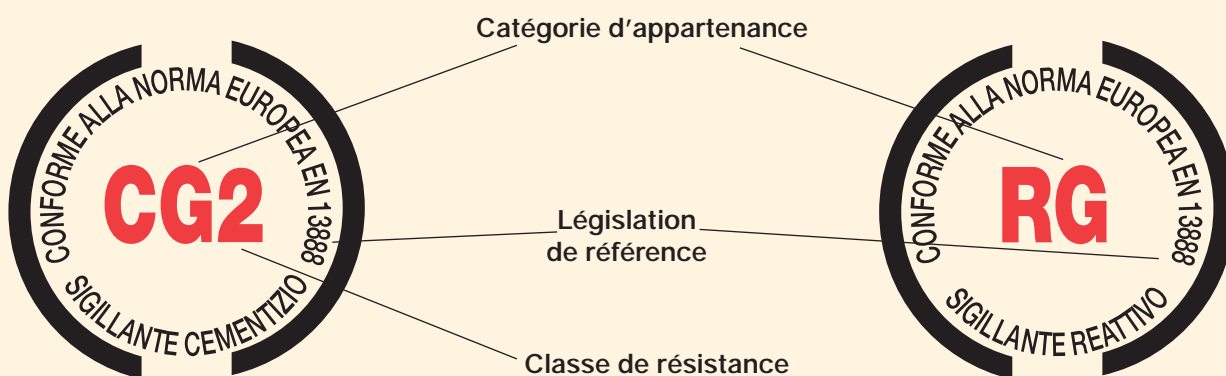 Catégorie d'appartenance
CONFORME ALLA NORMA EUROPEA EN 13888
CG2
SIGILLANTE CEMENTIZIO
Législation
de référence
CONFORME ALLA NORMA EUROPEA EN 13888
RG
SIGILLANTE REATTIVO
Classe de résistance